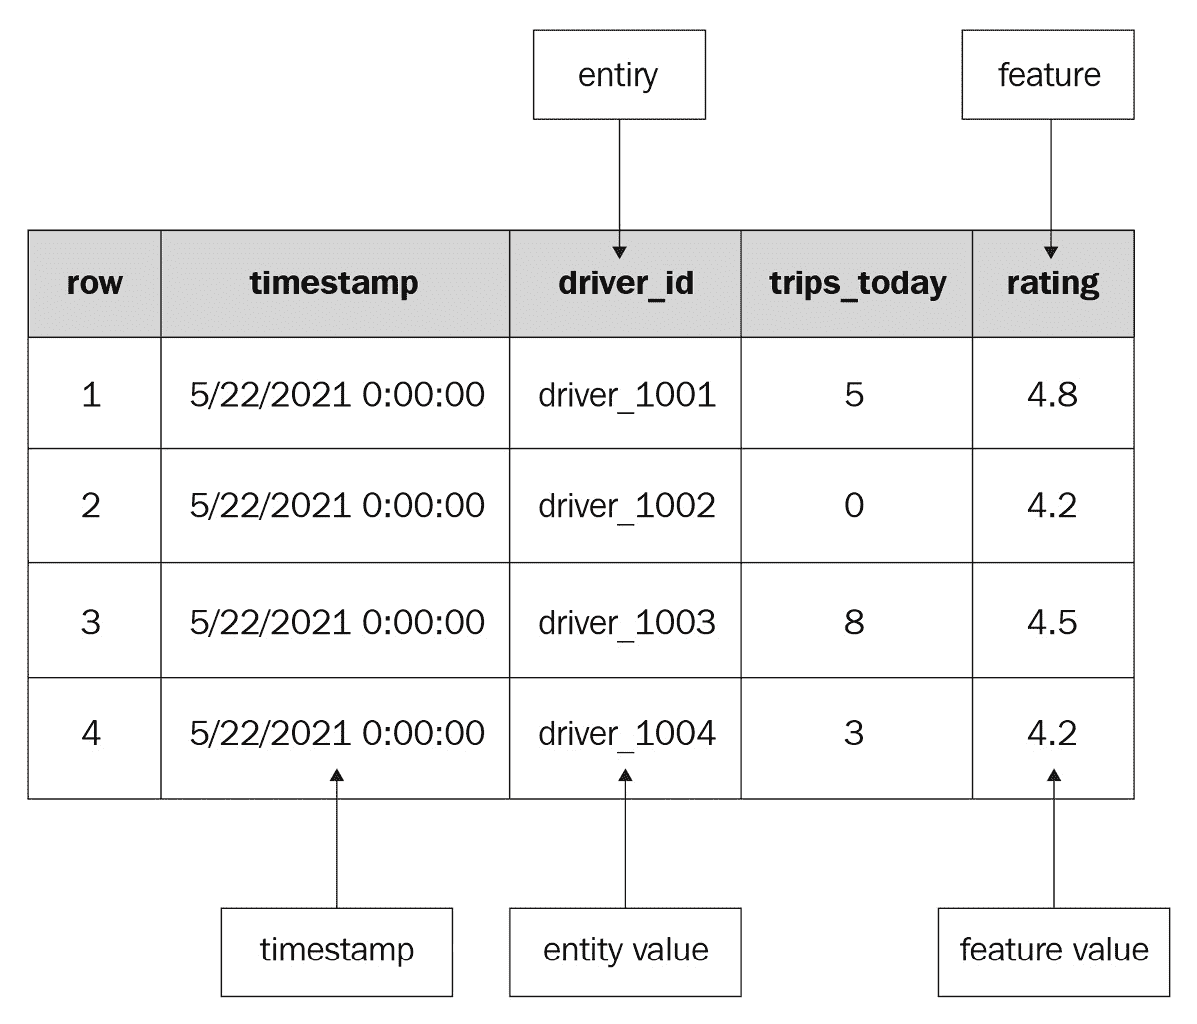 entiry
feature
row timestamp driver_id trips_today rating
1 5/22/2021 0:00:00 driver_1001 5 4.8
2 5/22/2021 0:00:00 driver_1002 0 4.2
3 5/22/2021 0:00:00 driver_1003 8 4.5
4 5/22/2021 0:00:00 driver_1004 3 4.2
timestamp
entity value
feature value